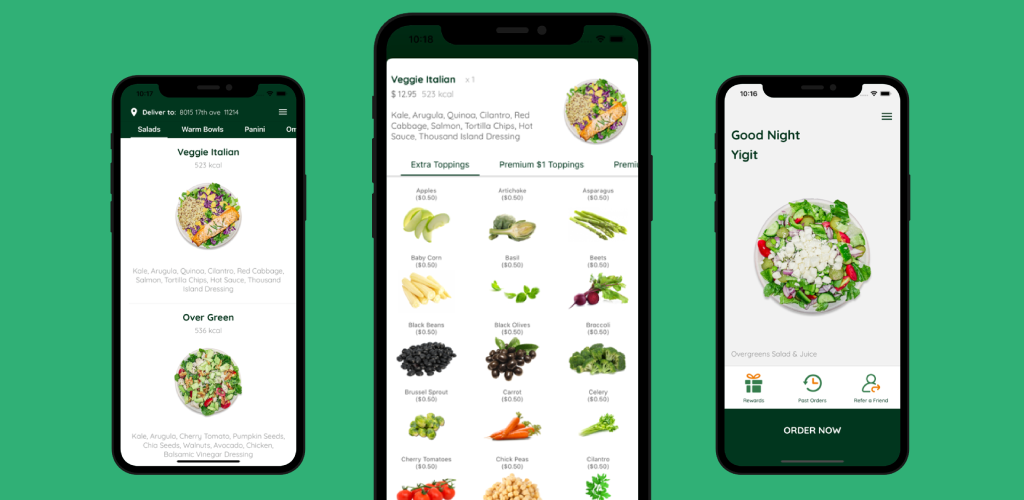 10:17
Deliver to: 8015 17th ave 11214
Salads Warm Bowls Panini Om
Veggie Italian
523 kcal
Kale, Arugula, Quinoa, Cilantro, Red Cabbage,
Salmon, Tortilla Chips, Hot Sauce, Thousand
Island Dressing
Over Green
536 kcal
Kale, Arugula, Cherry Tomato, Pumpkin Seeds,
Chia Seeds, Walnuts, Avocado, Chicken,
Balsamic Vinegar Dressing
10:18
Veggie Italian x 1
$ 12.95 523 kcal
Kale, Arugula, Quinoa, Cilantro, Red
Cabbage, Salmon, Tortilla Chips, Hot
Sauce, Thousand Island Dressing
Extra Toppings Premium $1 Toppings Premiu
Apples Artichoke Asparagus
($0.50) ($0.50) ($0.50)
Baby Corn Basil Beets
($0.50) ($0.50) ($0.50)
Black Beans Black Olives Broccoli
($0.50) ($0.50) ($0.50)
Brussel Sprout Carrot Celery
($0.50) ($0.50) ($0.50)
Cherry Tomatoes Chick Peas Cilantro
($0.50) ($0.50) ($0.50)
10:16
Good Night
Yigit
Overgreens Salad & Juice
Rewards Past Orders Refer a Friend
ORDER NOW